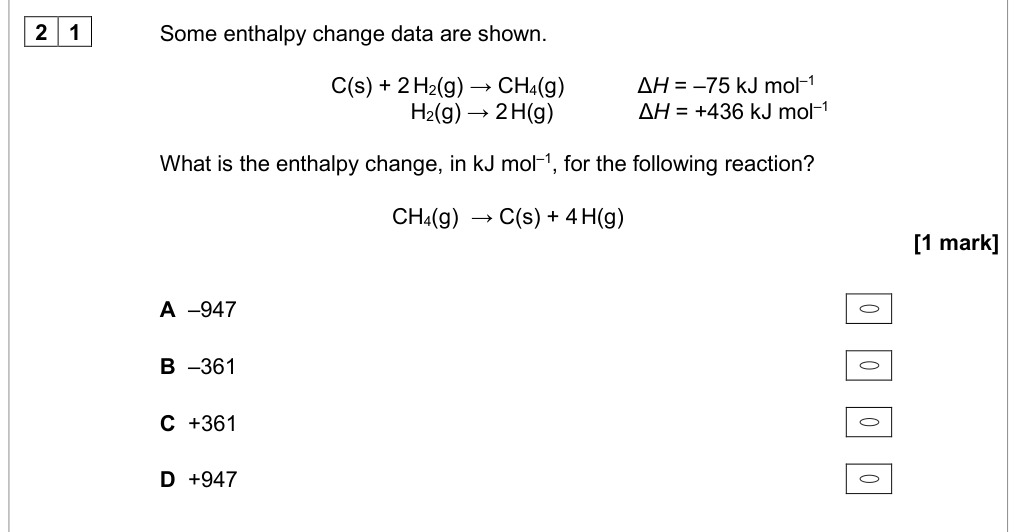 2 1 Some enthalpy change data are shown.
C(s) + 2 H₂(g) → CH₄(g) ΔH = –75 kJ mol⁻¹
H₂(g) → 2 H(g) ΔH = +436 kJ mol⁻¹
What is the enthalpy change, in kJ mol⁻¹, for the following reaction?
CH₄(g) → C(s) + 4 H(g)
[1 mark]
A –947
B –361
C +361
D +947